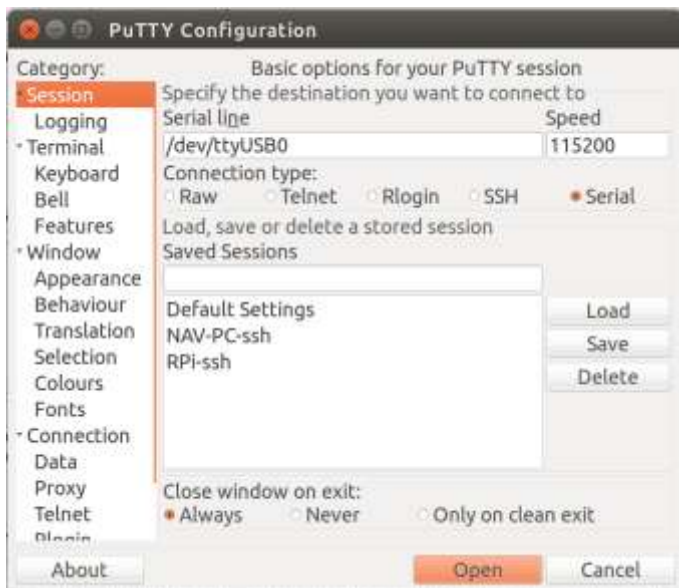 PuTTY Configuration
Category:
Session
Logging
Terminal
Keyboard
Bell
Features
Window
Appearance
Behaviour
Translation
Selection
Colours
Fonts
Connection
Data
Proxy
Telnet
Basic options for your PuTTY session
Specify the destination you want to connect to
Serial line Speed
/dev/ttyUSB0 115200
Connection type:
Raw Telnet Rlogin SSH Serial
Load, save or delete a stored session
Saved Sessions
Default Settings
NAV-PC-ssh
RPi-ssh
Load
Save
Delete
Close window on exit:
Always Never Only on clean exit
About Open Cancel